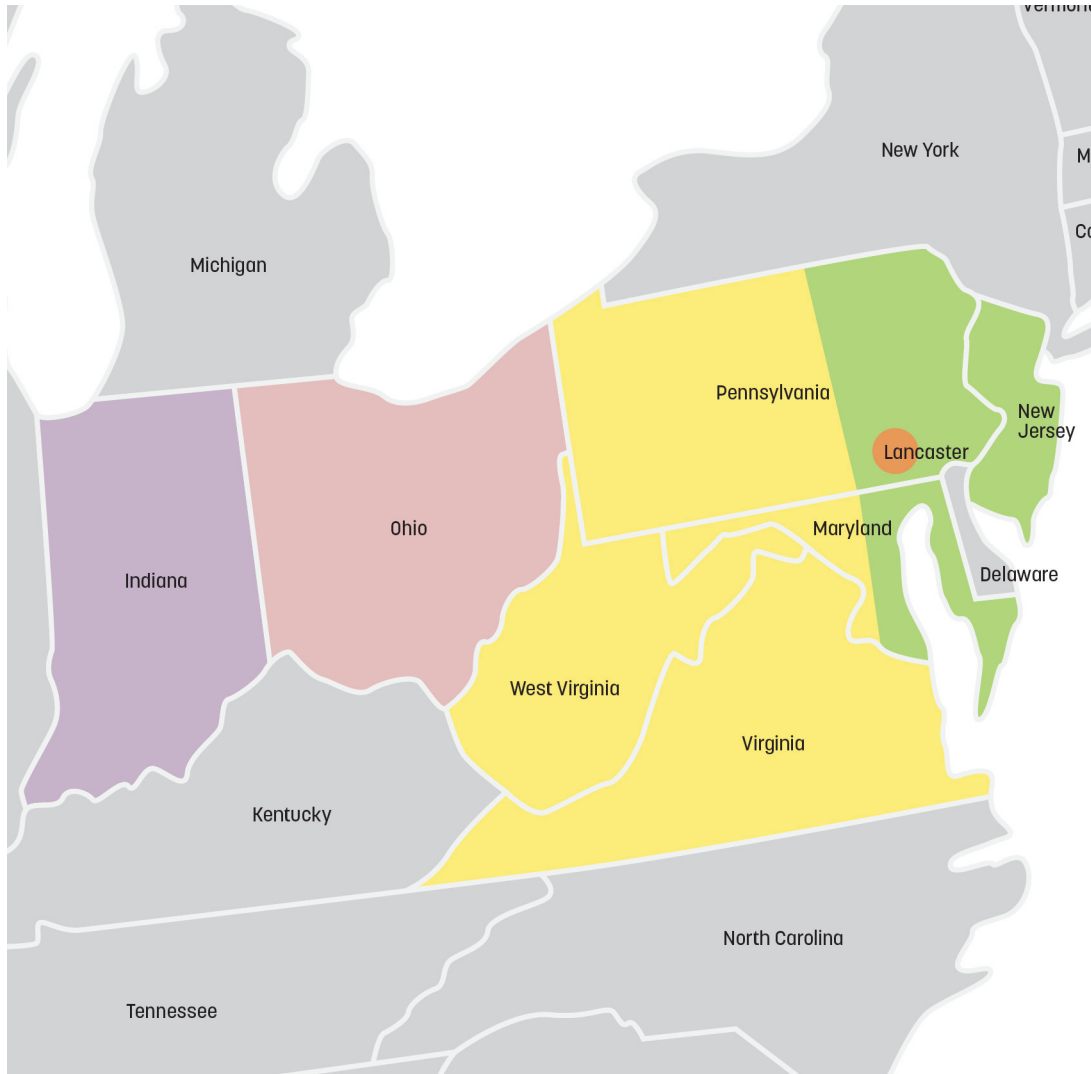 New York
Michigan
Pennsylvania
New
Jersey
Lancaster
Ohio
Maryland
Indiana
Delaware
West Virginia
Virginia
Kentucky
North Carolina
Tennessee